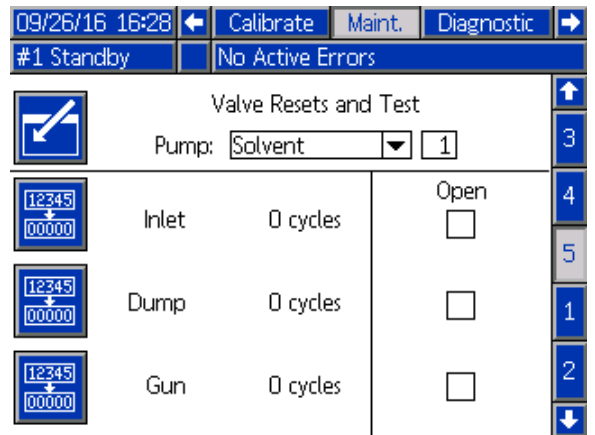 09/26/16 16:28 Calibrate Maint. Diagnostic
#1 Standby No Active Errors
Valve Resets and Test
Pump: Solvent 1
Open
12345
00000
Inlet 0 cycles
12345
00000
Dump 0 cycles
12345
00000
Gun 0 cycles
3
4
5
1
2